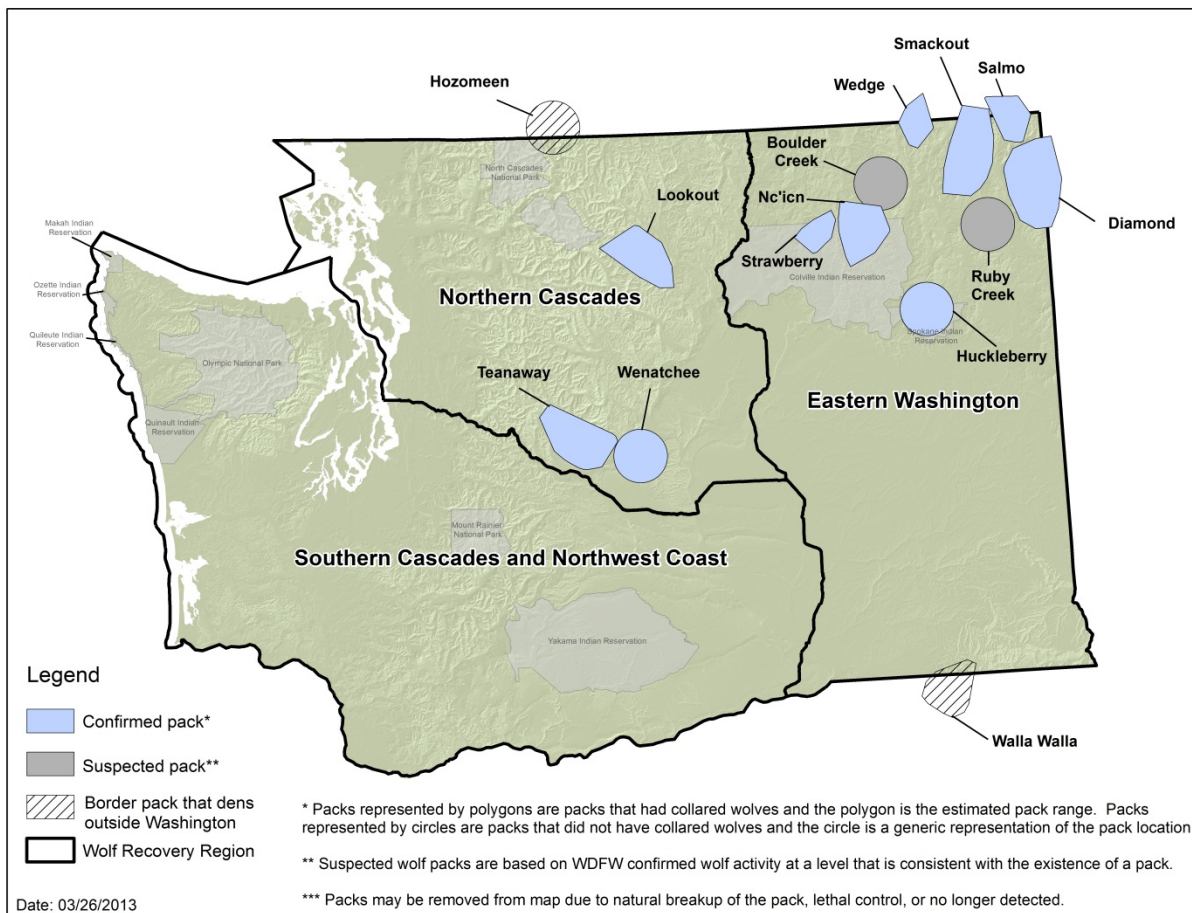 Smackout
Salmo
Wedge
Hozomeen
Boulder
Creek
North Cascades
National Park
Lookout
Nc'icn
Makah Indian
Reservation
Diamond
Strawberry
Colville Indian Reservation
Ruby
Creek
Ozette Indian
Reservation
Northern Cascades
Quileute Indian
Reservation
Spokane Indian
Reservation
Huckleberry
Olympic National Park
Teanaway
Wenatchee
Eastern Washington
Quinault Indian
Reservation
Mount Rainier
National Park
Southern Cascades and Northwest Coast
Yakama Indian Reservation
Walla Walla
Legend
Confirmed pack*
Suspected pack**
Border pack that dens
outside Washington
Wolf Recovery Region
* Packs represented by polygons are packs that had collared wolves and the polygon is the estimated pack range. Packs
represented by circles are packs that did not have collared wolves and the circle is a generic representation of the pack location
** Suspected wolf packs are based on WDFW confirmed wolf activity at a level that is consistent with the existence of a pack.
*** Packs may be removed from map due to natural breakup of the pack, lethal control, or no longer detected.
Date: 03/26/2013